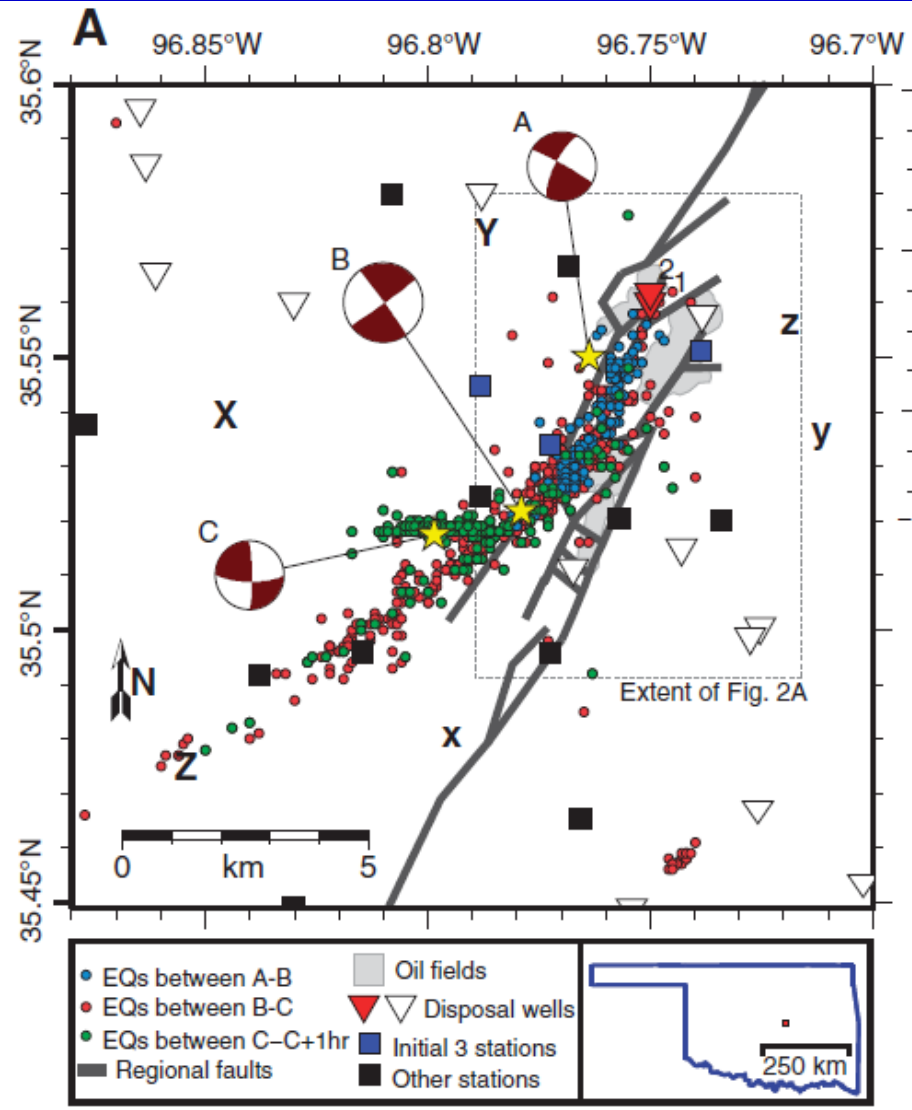 A
96.85°W 96.8°W 96.75°W 96.7°W
35.6°N
A
Y
B
2
1
z
35.55°N
X
y
C
35.5°N
N
Extent of Fig. 2A
x
Z
0 km 5
35.45°N
EQs between A-B
EQs between B-C
EQs between C–C+1hr
Regional faults
Oil fields
Disposal wells
Initial 3 stations
Other stations
250 km